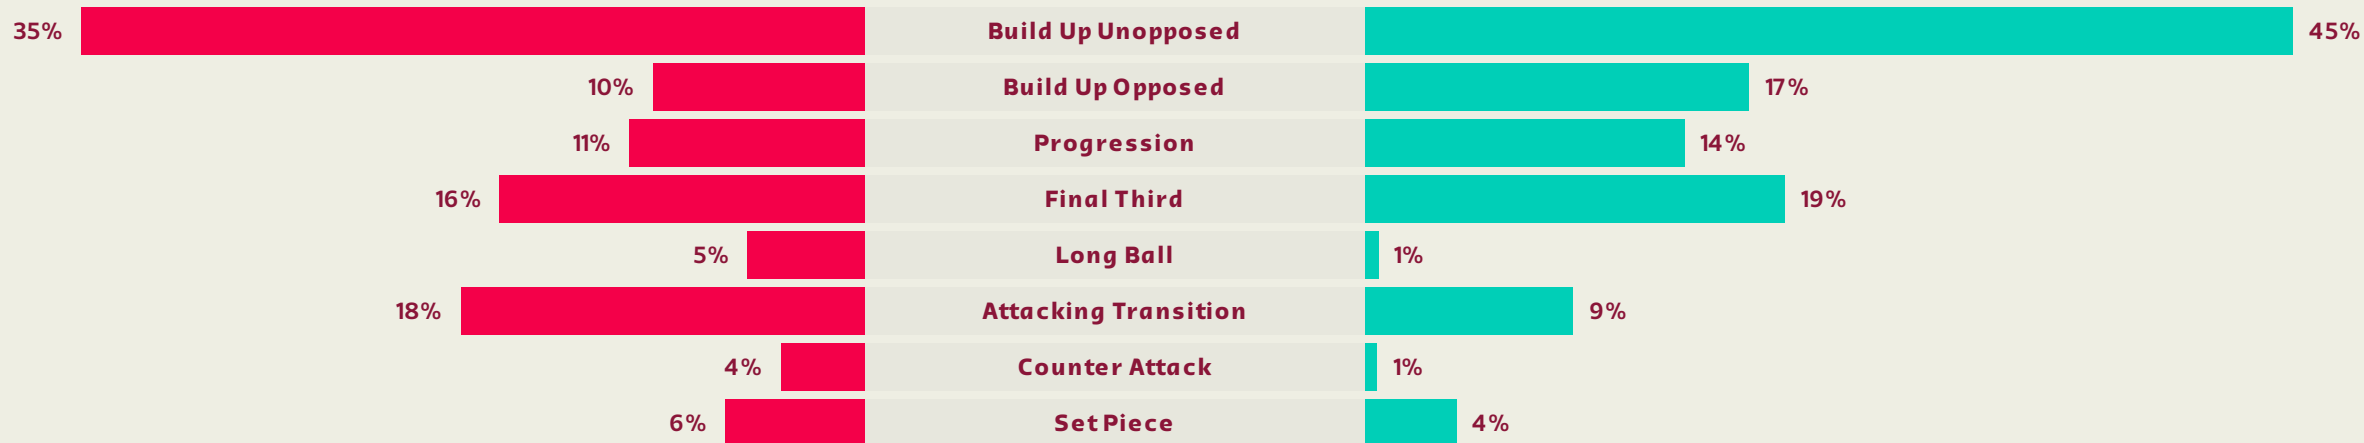 35% Build Up Unopposed 45%
10% Build Up Opposed 17%
11% Progression 14%
16% Final Third 19%
5% Long Ball 1%
18% Attacking Transition 9%
4% Counter Attack 1%
6% Set Piece 4%